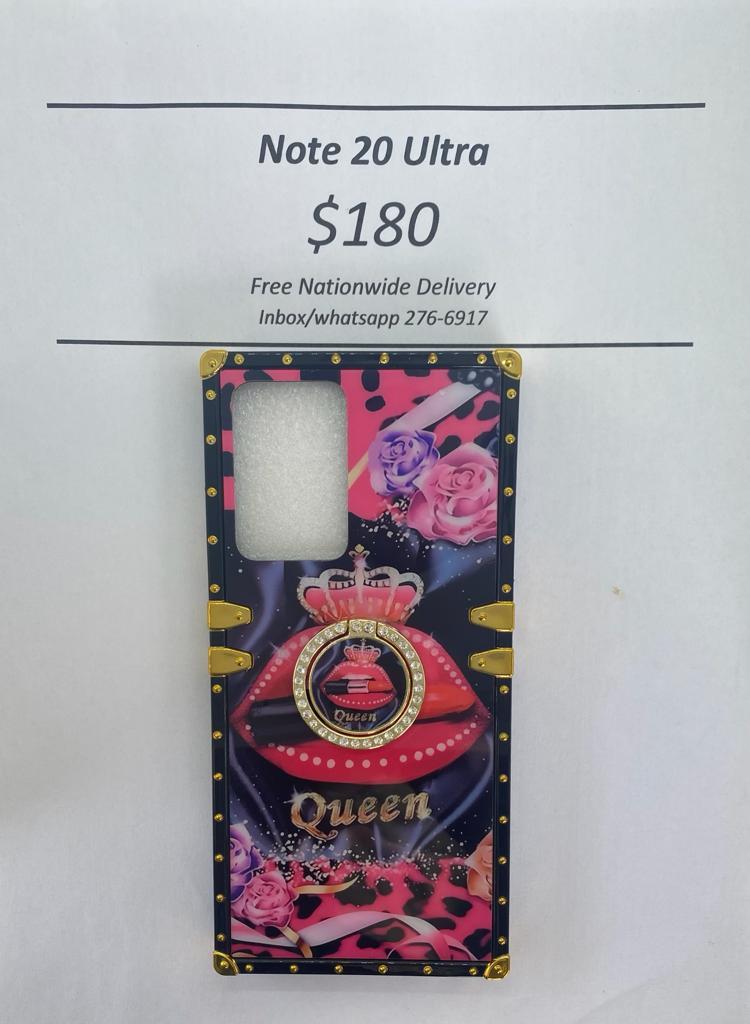 Note 20 Ultra
$180
Free Nationwide Delivery
Inbox/whatsapp 276-6917
Queen
Queen